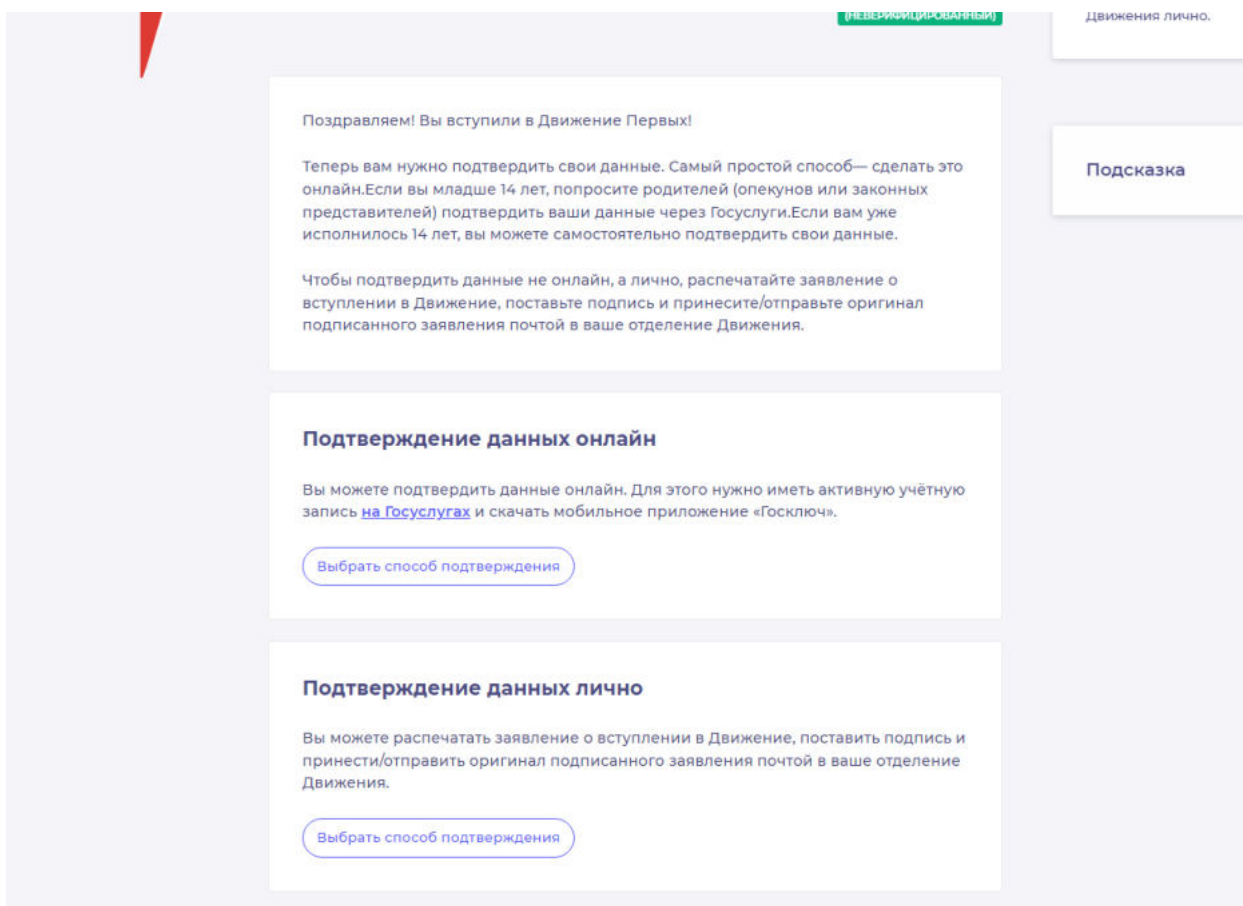 (НЕВЕРИФИЦИРОВАННЫЙ)
Движения лично.
Поздравляем! Вы вступили в Движение Первых!
Теперь вам нужно подтвердить свои данные. Самый простой способ— сделать это
онлайн.Если вы младше 14 лет, попросите родителей (опекунов или законных
представителей) подтвердить ваши данные через Госуслуги.Если вам уже
исполнилось 14 лет, вы можете самостоятельно подтвердить свои данные.
Чтобы подтвердить данные не онлайн, а лично, распечатайте заявление о
вступлении в Движение, поставьте подпись и принесите/отправьте оригинал
подписанного заявления почтой в ваше отделение Движения.
Подсказка
Подтверждение данных онлайн
Вы можете подтвердить данные онлайн. Для этого нужно иметь активную учётную
запись на Госуслугах и скачать мобильное приложение «Госключ».
Выбрать способ подтверждения
Подтверждение данных лично
Вы можете распечатать заявление о вступлении в Движение, поставить подпись и
принести/отправить оригинал подписанного заявления почтой в ваше отделение
Движения.
Выбрать способ подтверждения